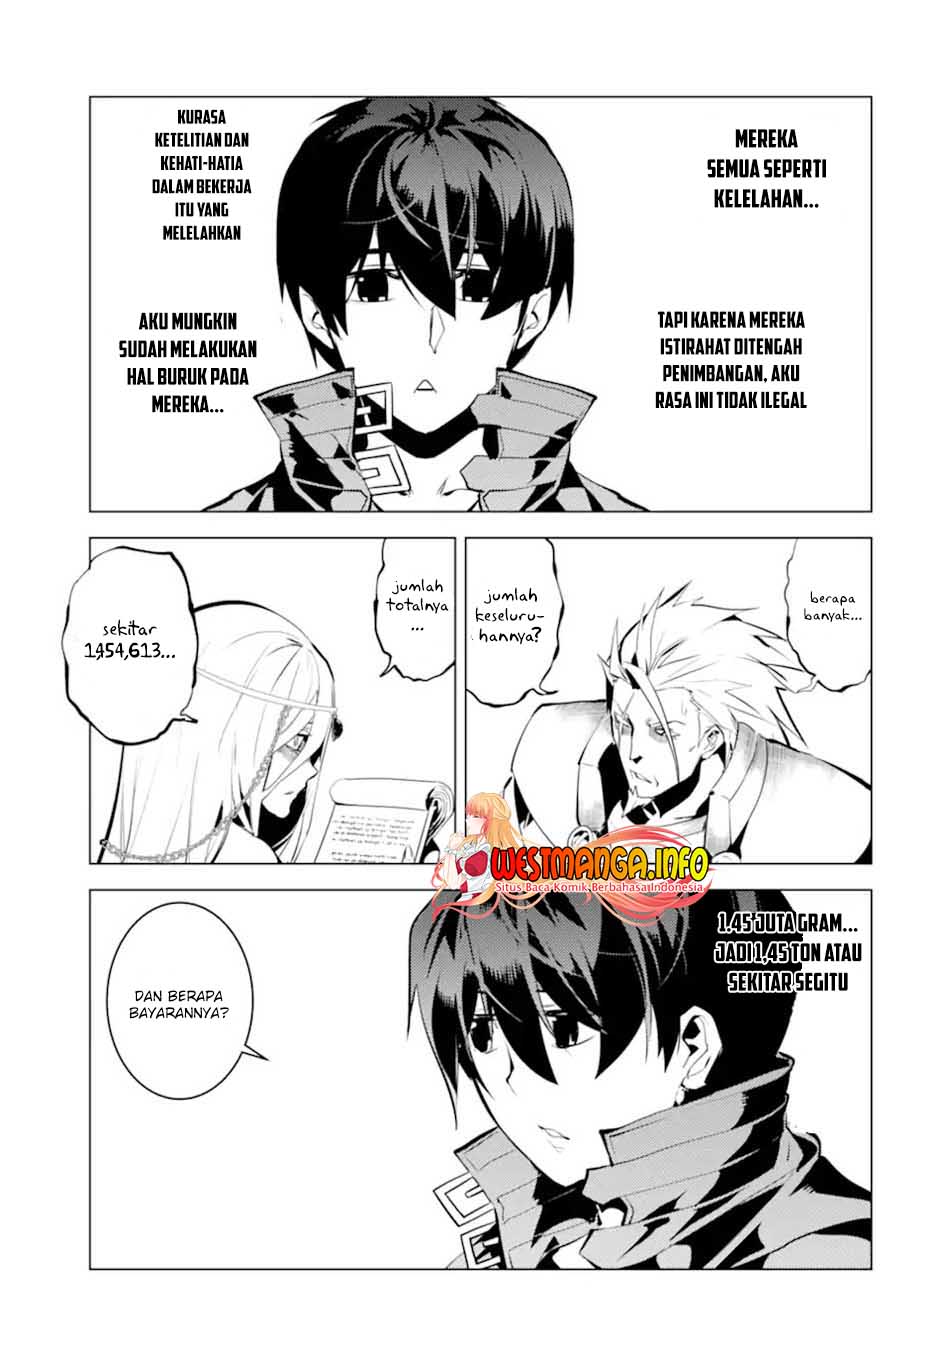 MEREKA
SEMUA SEPERTI
KELELAHAN...
TAPI KARENA MEREKA
ISTIRAHAT DITENGAH
PENIMBANGAN, AKU
RASA INI TIDAK ILEGAL
KURASA
KETELITIAN DAN
KEHATI-HATIA
DALAM BEKERJA
ITU YANG
MELELAHKAN
AKU MUNGKIN
SUDAH MELAKUKAN
HAL BURUK PADA
MEREKA...
berapa
banyak...
jumlah
keseluru-
hannya?
jumlah
totalnya
...
sekitar
1,454,613...
WESTMANGA.INFO
Situs Baca Komik Berbahasa Indonesia
1.45 JUTA GRAM...
JADI 1,45 TON ATAU
SEKITAR SEGITU
DAN BERAPA
BAYARANNYA?